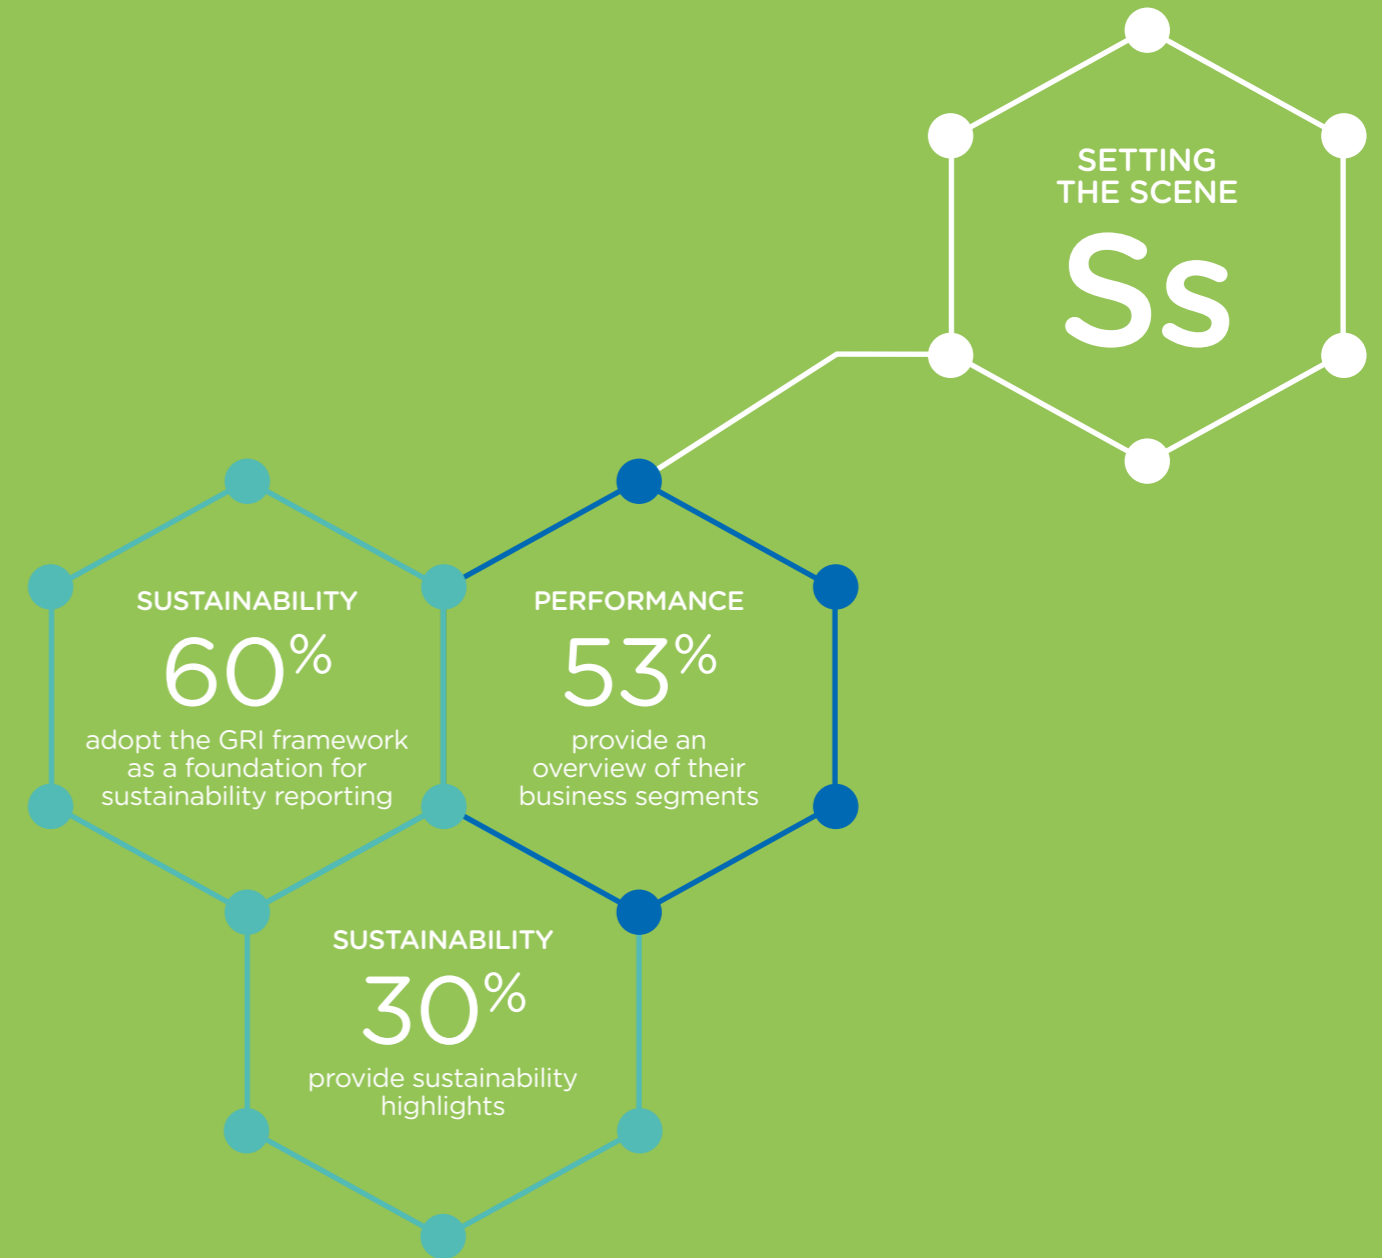 SETTING
THE SCENE
Ss
SUSTAINABILITY
60%
adopt the GRI framework
as a foundation for
sustainability reporting
PERFORMANCE
53%
provide an
overview of their
business segments
SUSTAINABILITY
30%
provide sustainability
highlights